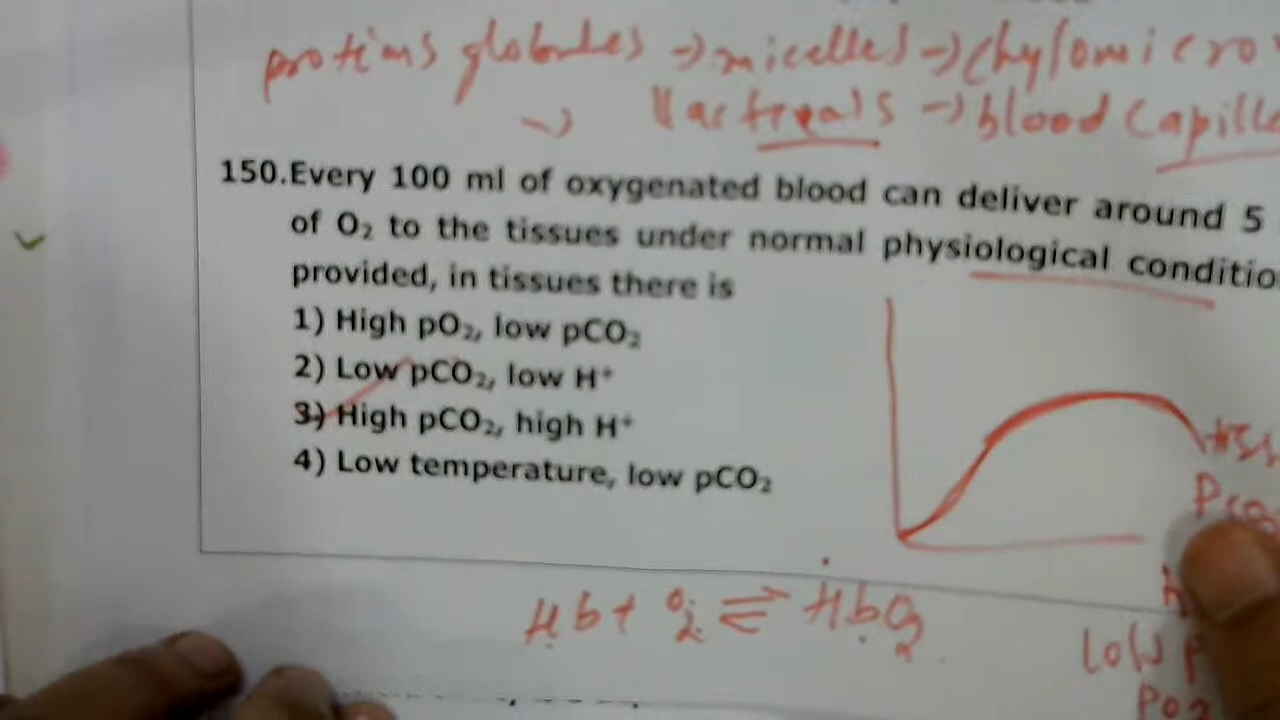 protims globules → micelles → chylomicro
→ lactreals → blood Capill
150.Every 100 ml of oxygenated blood can deliver around 5
of O₂ to the tissues under normal physiological conditio
provided, in tissues there is
1) High pO₂, low pCO₂
2) Low pCO₂, low H⁺
3) High pCO₂, high H⁺
4) Low temperature, low pCO₂
Hb + O₂ ⇌ HbO₂
low p
PO2